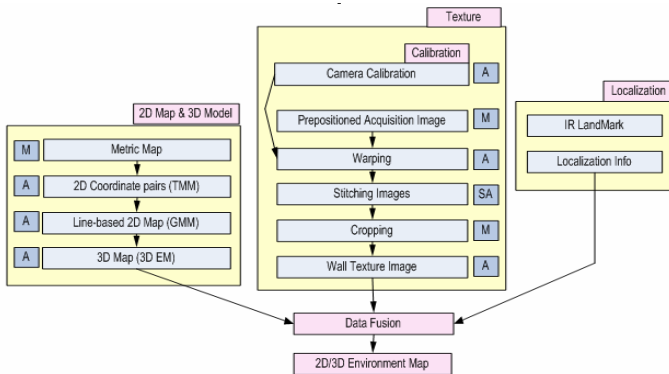 Texture
Calibration
Camera Calibration
A
Prepositioned Acquisition Image
M
Warping
A
Stitching Images
SA
Cropping
M
Wall Texture Image
A
2D Map & 3D Model
M
Metric Map
A
2D Coordinate pairs (TMM)
A
Line-based 2D Map (GMM)
A
3D Map (3D EM)
Localization
IR LandMark
Localization Info
Data Fusion
2D/3D Environment Map